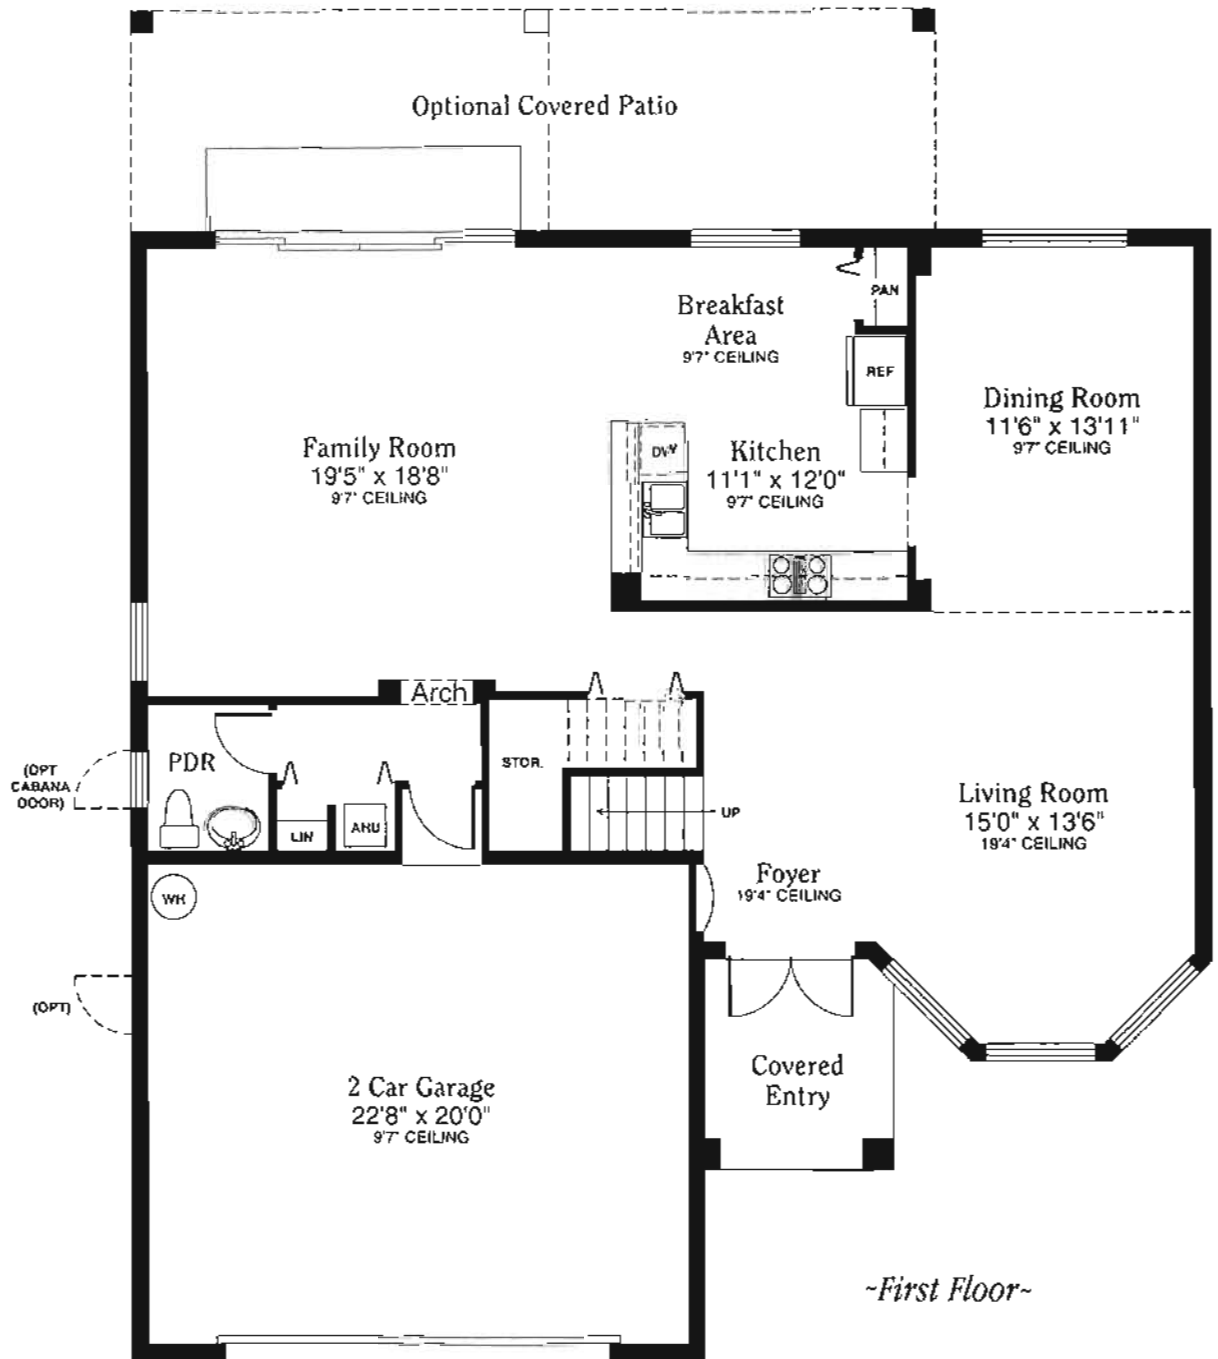 Optional Covered Patio
PAN
Breakfast
Area
9'7" CEILING
REF
Dining Room
11'6" x 13'11"
9'7" CEILING
Family Room
19'5" x 18'8"
9'7" CEILING
DW
Kitchen
11'1" x 12'0"
9'7" CEILING
Arch
PDR
STOR.
(OPT
CABANA
DOOR)
LIN
AHU
UP
Living Room
15'0" x 13'6"
19'4" CEILING
Foyer
19'4" CEILING
WH
(OPT)
2 Car Garage
22'8" x 20'0"
9'7" CEILING
Covered
Entry
~First Floor~